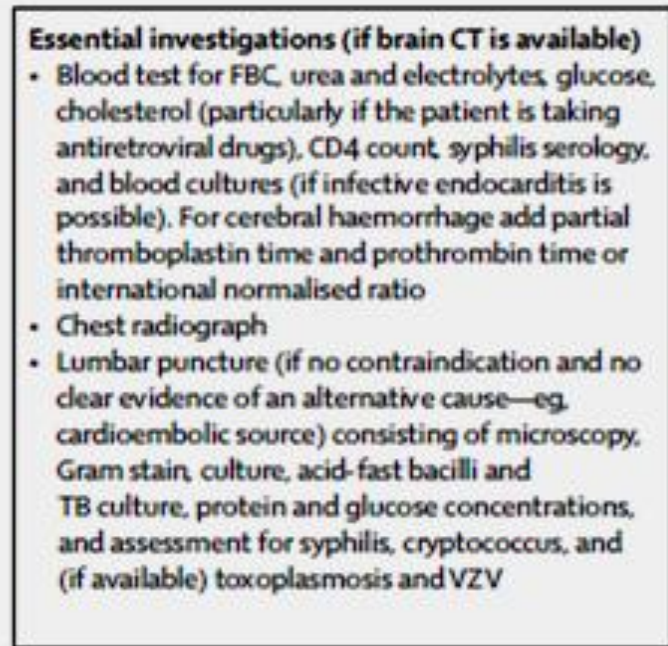 Essential investigations (if brain CT is available)
• Blood test for FBC, urea and electrolytes, glucose,
cholesterol (particularly if the patient is taking
antiretroviral drugs), CD4 count, syphilis serology,
and blood cultures (if infective endocarditis is
possible). For cerebral haemorrhage add partial
thromboplastin time and prothrombin time or
international normalised ratio
• Chest radiograph
• Lumbar puncture (if no contraindication and no
clear evidence of an alternative cause—eg,
cardioembolic source) consisting of microscopy,
Gram stain, culture, acid-fast bacilli and
TB culture, protein and glucose concentrations,
and assessment for syphilis, cryptococcus, and
(if available) toxoplasmosis and VZV